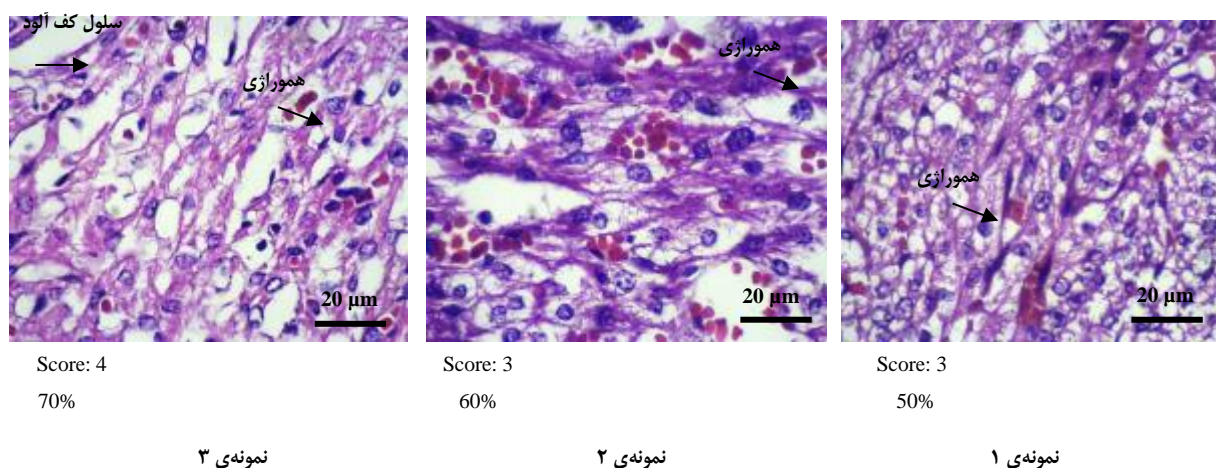 سلول کف آلود
هموراژی
20 µm
Score: 4
70%
نمونه‌ی ۳
هموراژی
20 µm
Score: 3
60%
نمونه‌ی ۲
هموراژی
20 µm
Score: 3
50%
نمونه‌ی ۱